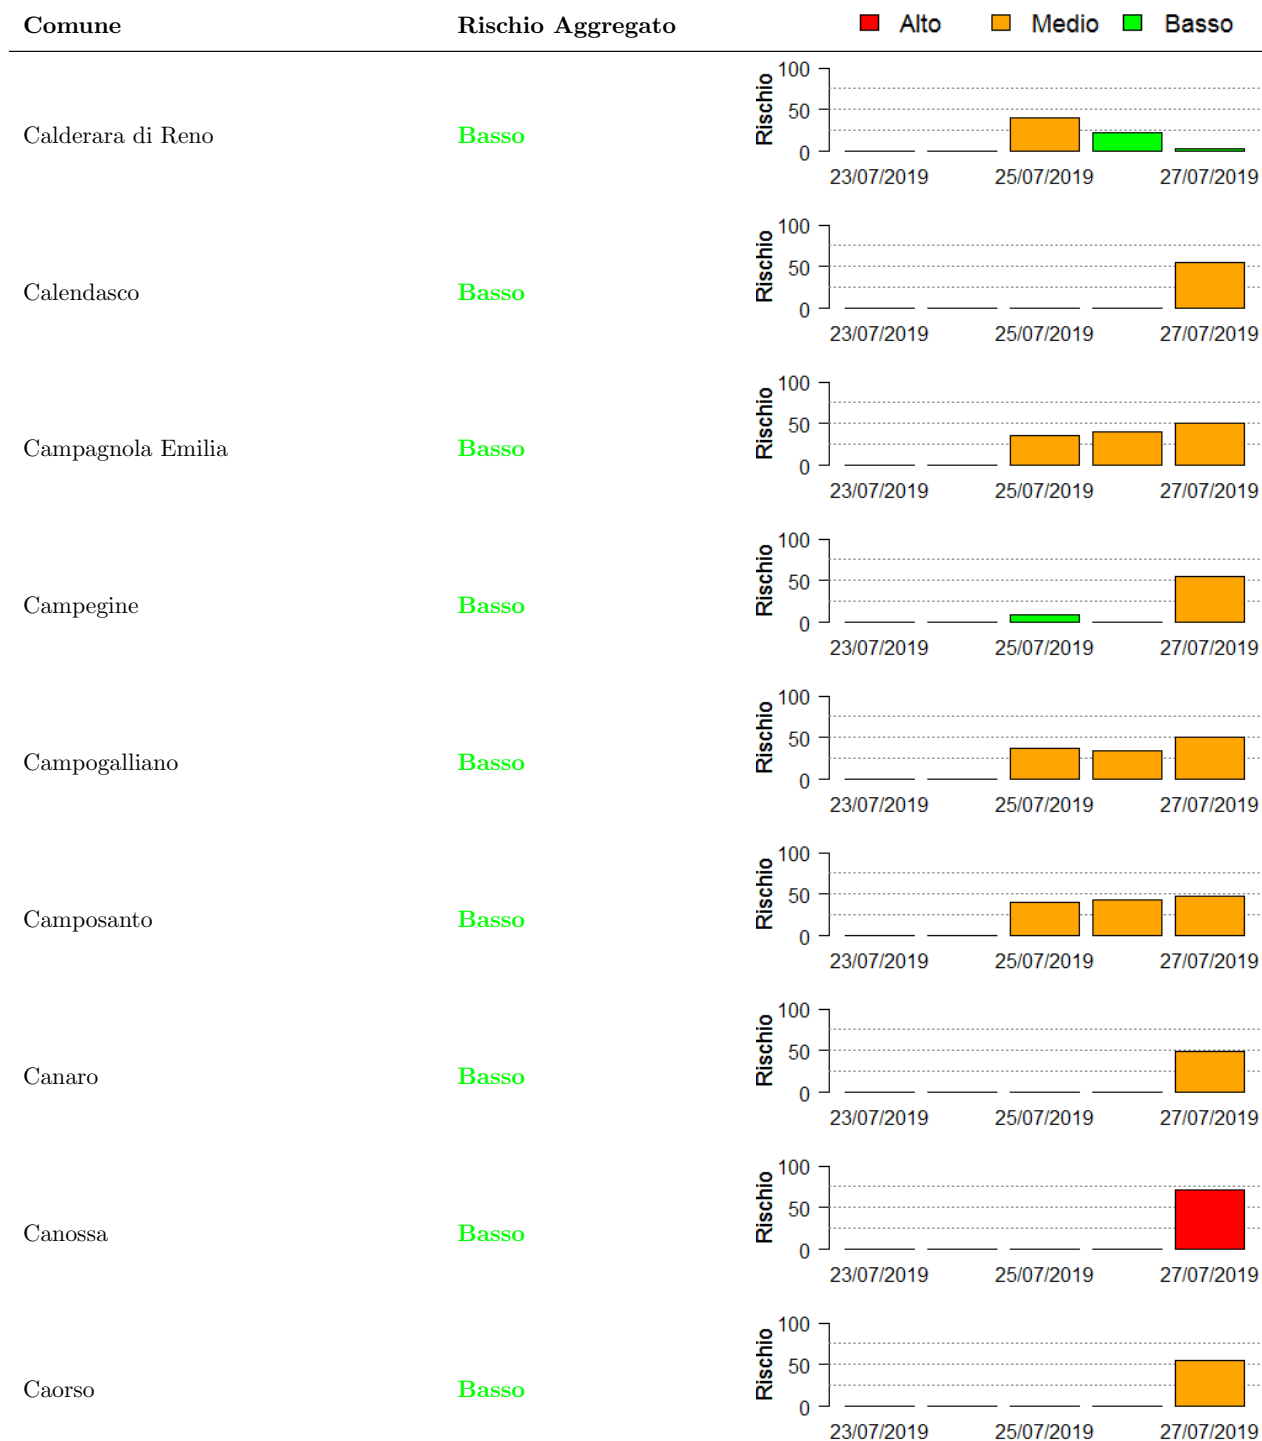 Comune Rischio Aggregato Alto Medio Basso
Calderara di Reno Basso
Rischio
100
50
0
23/07/2019 25/07/2019 27/07/2019
Calendasco Basso
Rischio
100
50
0
23/07/2019 25/07/2019 27/07/2019
Campagnola Emilia Basso
Rischio
100
50
0
23/07/2019 25/07/2019 27/07/2019
Campegine Basso
Rischio
100
50
0
23/07/2019 25/07/2019 27/07/2019
Campogalliano Basso
Rischio
100
50
0
23/07/2019 25/07/2019 27/07/2019
Camposanto Basso
Rischio
100
50
0
23/07/2019 25/07/2019 27/07/2019
Canaro Basso
Rischio
100
50
0
23/07/2019 25/07/2019 27/07/2019
Canossa Basso
Rischio
100
50
0
23/07/2019 25/07/2019 27/07/2019
Caorso Basso
Rischio
100
50
0
23/07/2019 25/07/2019 27/07/2019